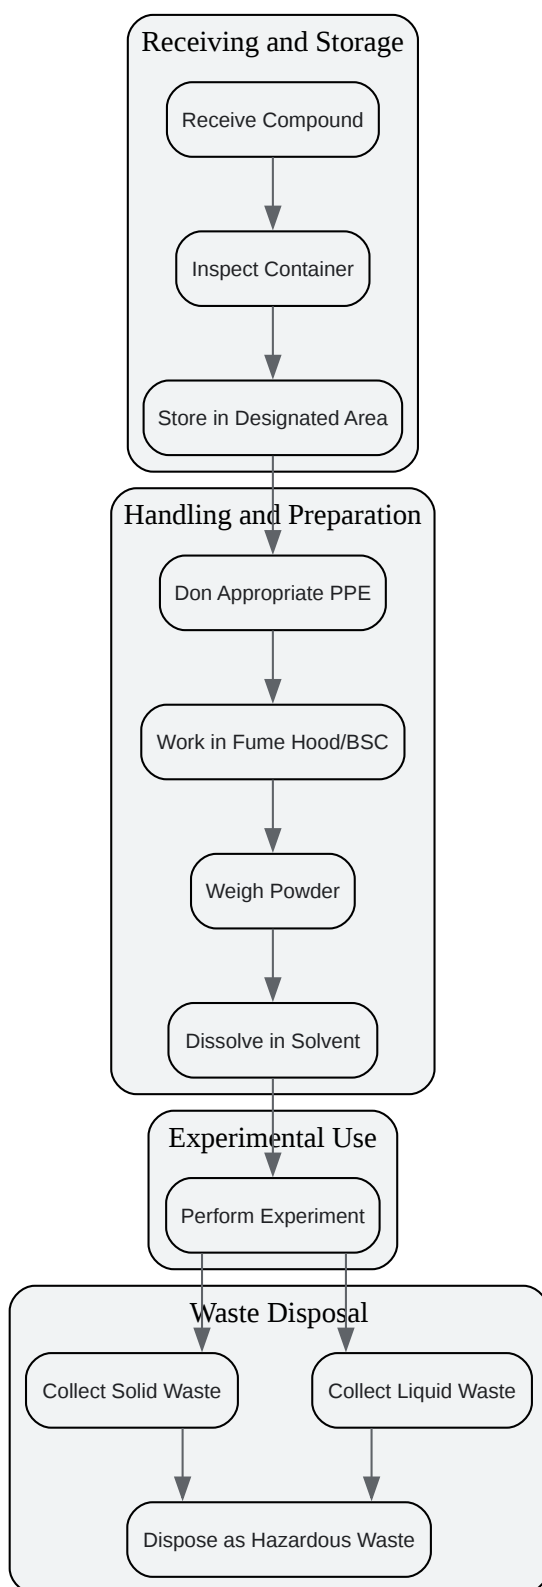 Receiving and Storage
Receive Compound
Inspect Container
Store in Designated Area
Handling and Preparation
Don Appropriate PPE
Work in Fume Hood/BSC
Weigh Powder
Dissolve in Solvent
Experimental Use
Perform Experiment
Waste Disposal
Collect Solid Waste
Collect Liquid Waste
Dispose as Hazardous Waste